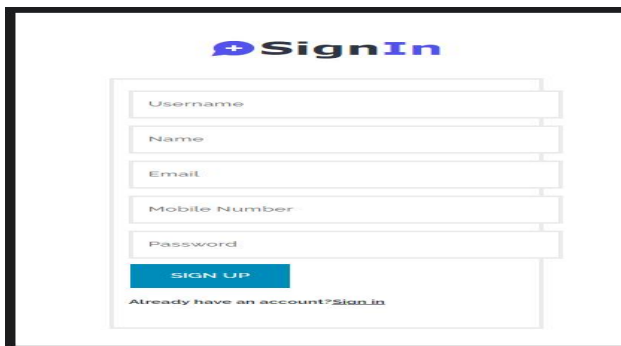 SignIn
Username
Name
Email
Mobile Number
Password
SIGN UP
Already have an account?Sign in